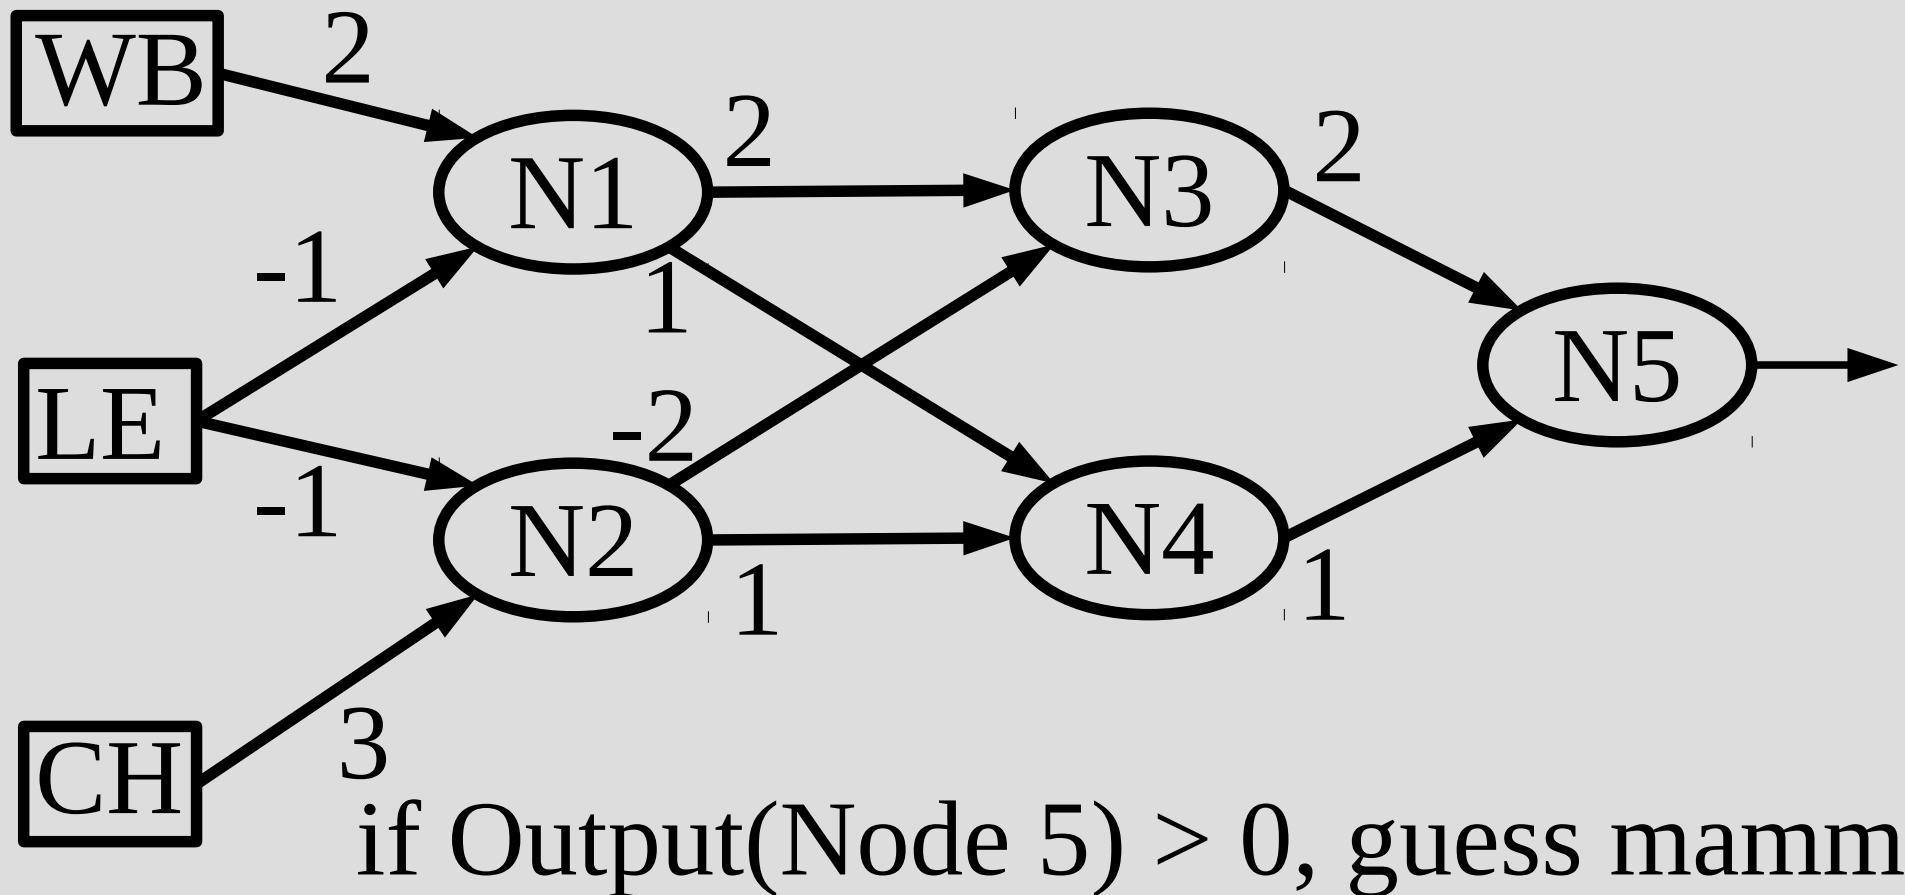 WB
2
N1
2
N3
2
-1
1
N5
LE
-1
-2
N2
1
N4
1
CH
3
if Output(Node 5) > 0, guess mamm